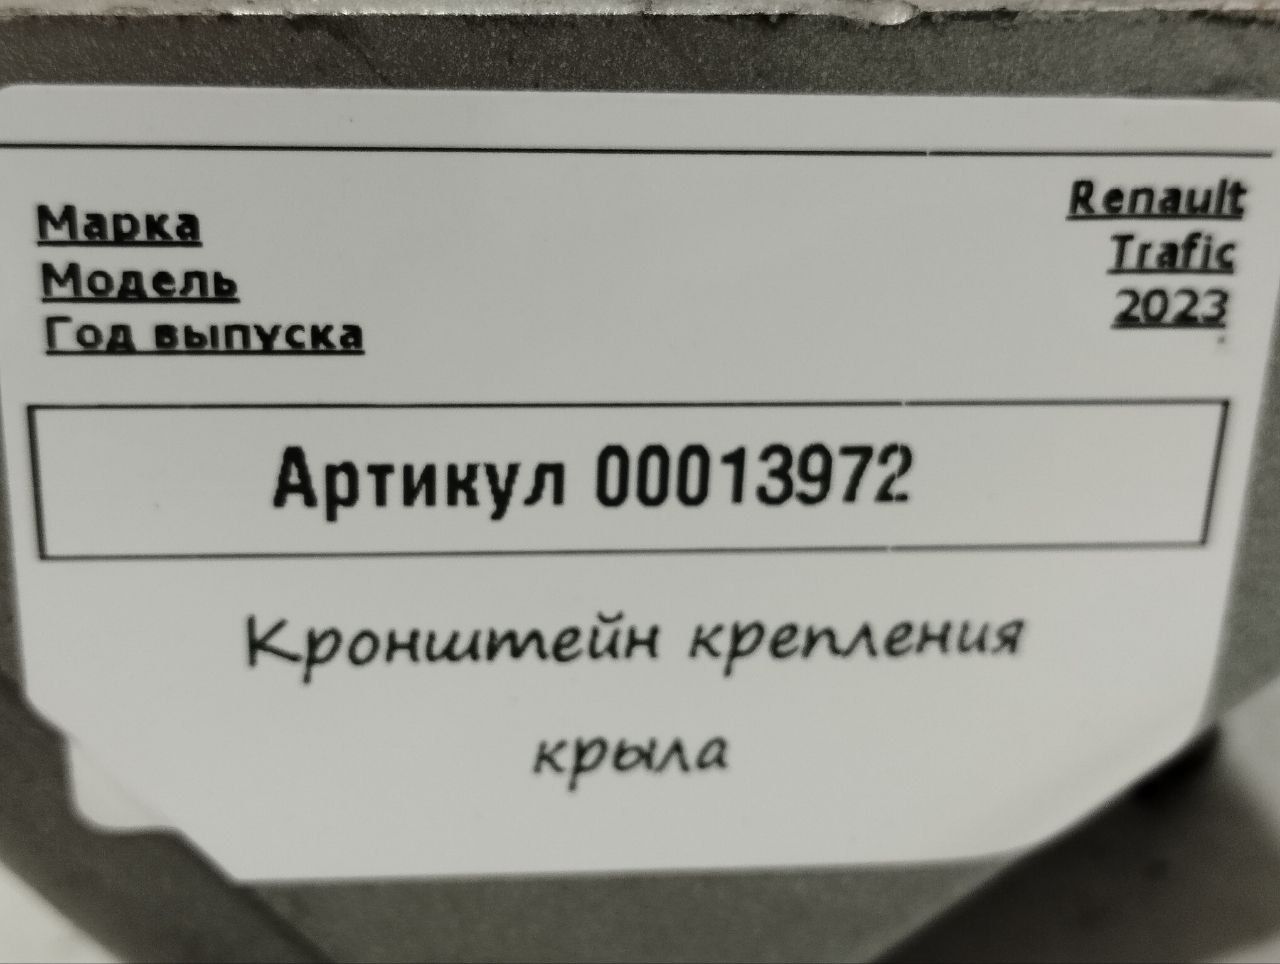 Марка Renault
Модель Trafic
Год выпуска 2023
Артикул 00013972
Кронштейн крепления
крыла